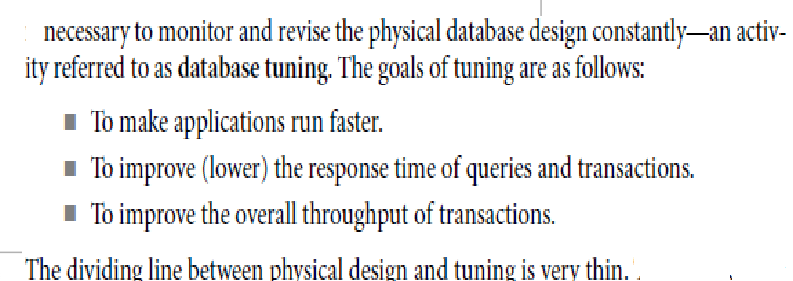 necessary to monitor and revise the physical database design constantly—an activ-
ity referred to as database tuning. The goals of tuning are as follows:
■ To make applications run faster.
■ To improve (lower) the response time of queries and transactions.
■ To improve the overall throughput of transactions.
The dividing line between physical design and tuning is very thin.